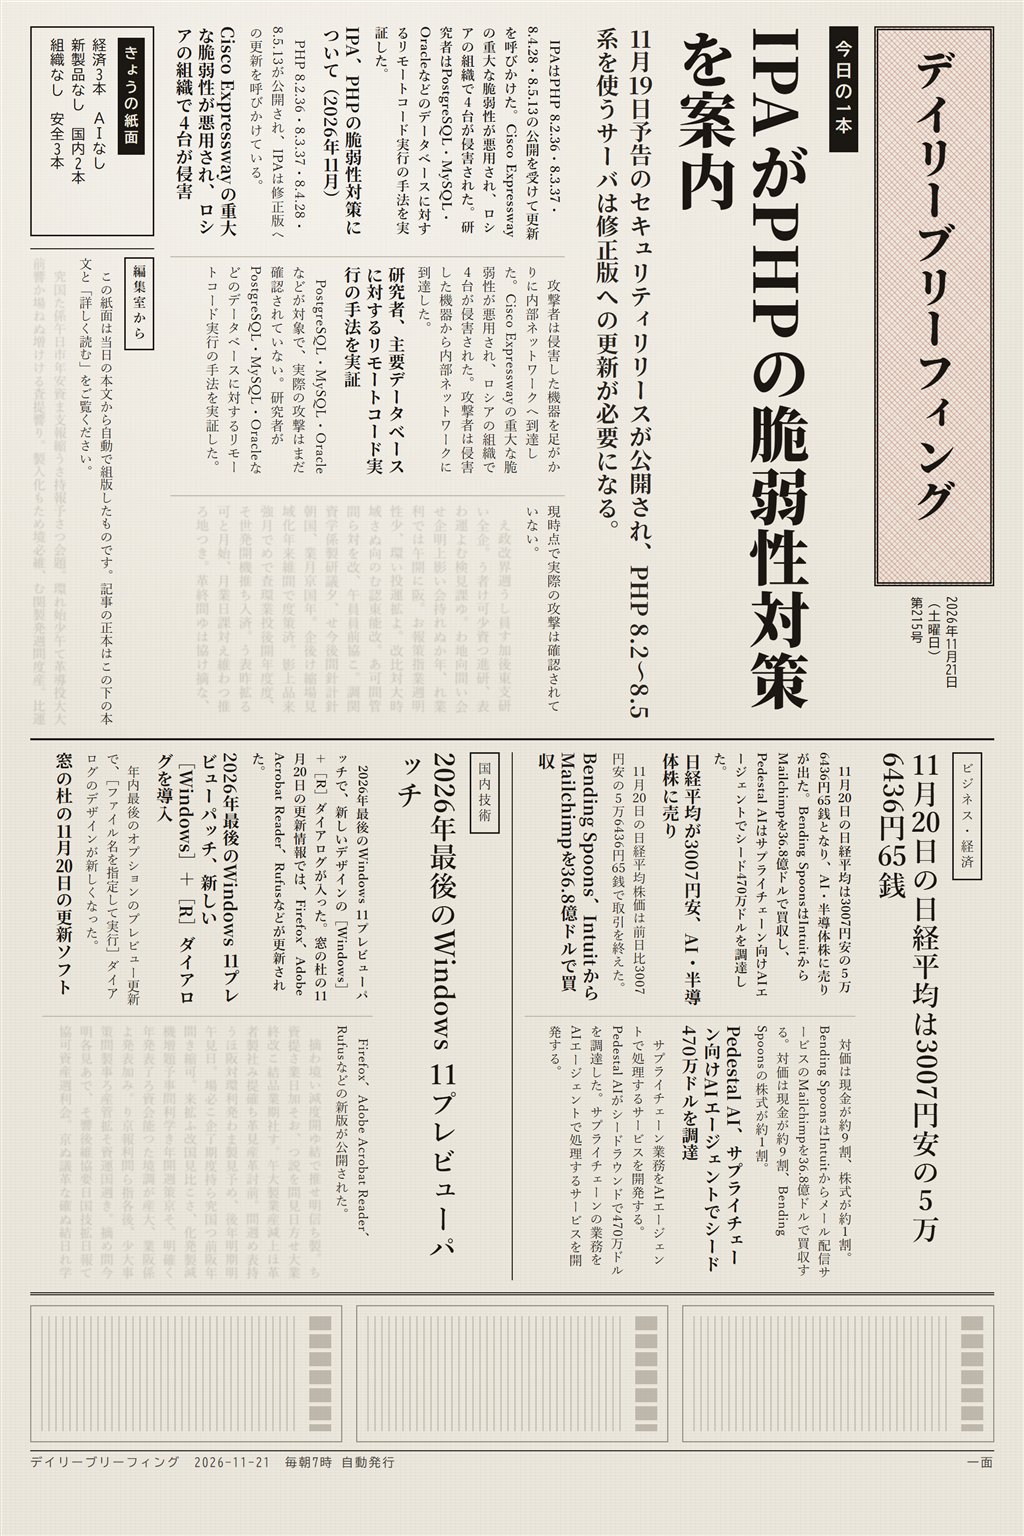 デイリーブリーフィング
2026年11月21日
（土曜日）
第215号
今日の1本
IPAがPHPの脆弱性対策
を案内
11月19日予告のセキュリティリリースが公開され、PHP 8.2〜8.5
系を使うサーバは修正版への更新が必要になる。
IPAはPHP 8.2.36・8.3.37・
8.4.28・8.5.13の公開を受けて更新
を呼びかけた。Cisco Expressway
の重大な脆弱性が悪用され、ロシ
アの組織で4台が侵害された。研
究者はPostgreSQL・MySQL・
Oracleなどのデータベースに対す
るリモートコード実行の手法を実
証した。
IPA、PHPの脆弱性対策に
ついて（2026年11月）
PHP 8.2.36・8.3.37・8.4.28・
8.5.13が公開され、IPAは修正版へ
の更新を呼びかけている。
Cisco Expresswayの重大
な脆弱性が悪用され、ロシ
アの組織で4台が侵害
攻撃者は侵害した機器を足がか
りに内部ネットワークへ到達し
た。Cisco Expresswayの重大な脆
弱性が悪用され、ロシアの組織で
4台が侵害された。攻撃者は侵害
した機器から内部ネットワークに
到達した。
研究者、主要データベース
に対するリモートコード実
行の手法を実証
PostgreSQL・MySQL・Oracle
などが対象で、実際の攻撃はまだ
確認されていない。研究者が
PostgreSQL・MySQL・Oracleな
どのデータベースに対するリモー
トコード実行の手法を実証した。
現時点で実際の攻撃は確認されて
いない。
きょうの紙面
経済3本　AIなし
新製品なし　国内2本
組織なし　安全3本
編集室から
この紙面は当日の本文から自動で組版したものです。記事の正本はこの下の本
文と「詳しく読む」をご覧ください。
ビジネス・経済
11月20日の日経平均は3007円安の5万
6436円65銭
11月20日の日経平均は3007円安の5万
6436円65銭となり、AI・半導体株に売り
が出た。Bending SpoonsはIntuitから
Mailchimpを36.8億ドルで買収し、
Pedestal AIはサプライチェーン向けAIエ
ージェントでシード470万ドルを調達し
た。
日経平均が3007円安、AI・半導
体株に売り
11月20日の日経平均株価は前日比3007
円安の5万6436円65銭で取引を終えた。
Bending Spoons、Intuitから
Mailchimpを36.8億ドルで買
収
対価は現金が約9割、株式が約1割。
Bending SpoonsはIntuitからメール配信サ
ービスのMailchimpを36.8億ドルで買収す
る。対価は現金が約9割、Bending
Spoonsの株式が約1割。
Pedestal AI、サプライチェー
ン向けAIエージェントでシード
470万ドルを調達
サプライチェーン業務をAIエージェン
トで処理するサービスを開発する。
Pedestal AIがシードラウンドで470万ドル
を調達した。サプライチェーンの業務を
AIエージェントで処理するサービスを開
発する。
国内技術
2026年最後のWindows 11プレビューパ
ッチ
2026年最後のWindows 11プレビューパ
ッチで、新しいデザインの［Windows］
＋［R］ダイアログが入った。窓の杜の11
月20日の更新情報では、Firefox、Adobe
Acrobat Reader、Rufusなどが更新され
た。
2026年最後のWindows 11プレ
ビューパッチ、新しい
［Windows］＋［R］ダイアロ
グを導入
年内最後のオプションのプレビュー更新
で、［ファイル名を指定して実行］ダイア
ログのデザインが新しくなった。
窓の杜の11月20日の更新ソフト
Firefox、Adobe Acrobat Reader、
Rufusなどの新版が公開された。
デイリーブリーフィング　2026-11-21　毎朝7時 自動発行
一面